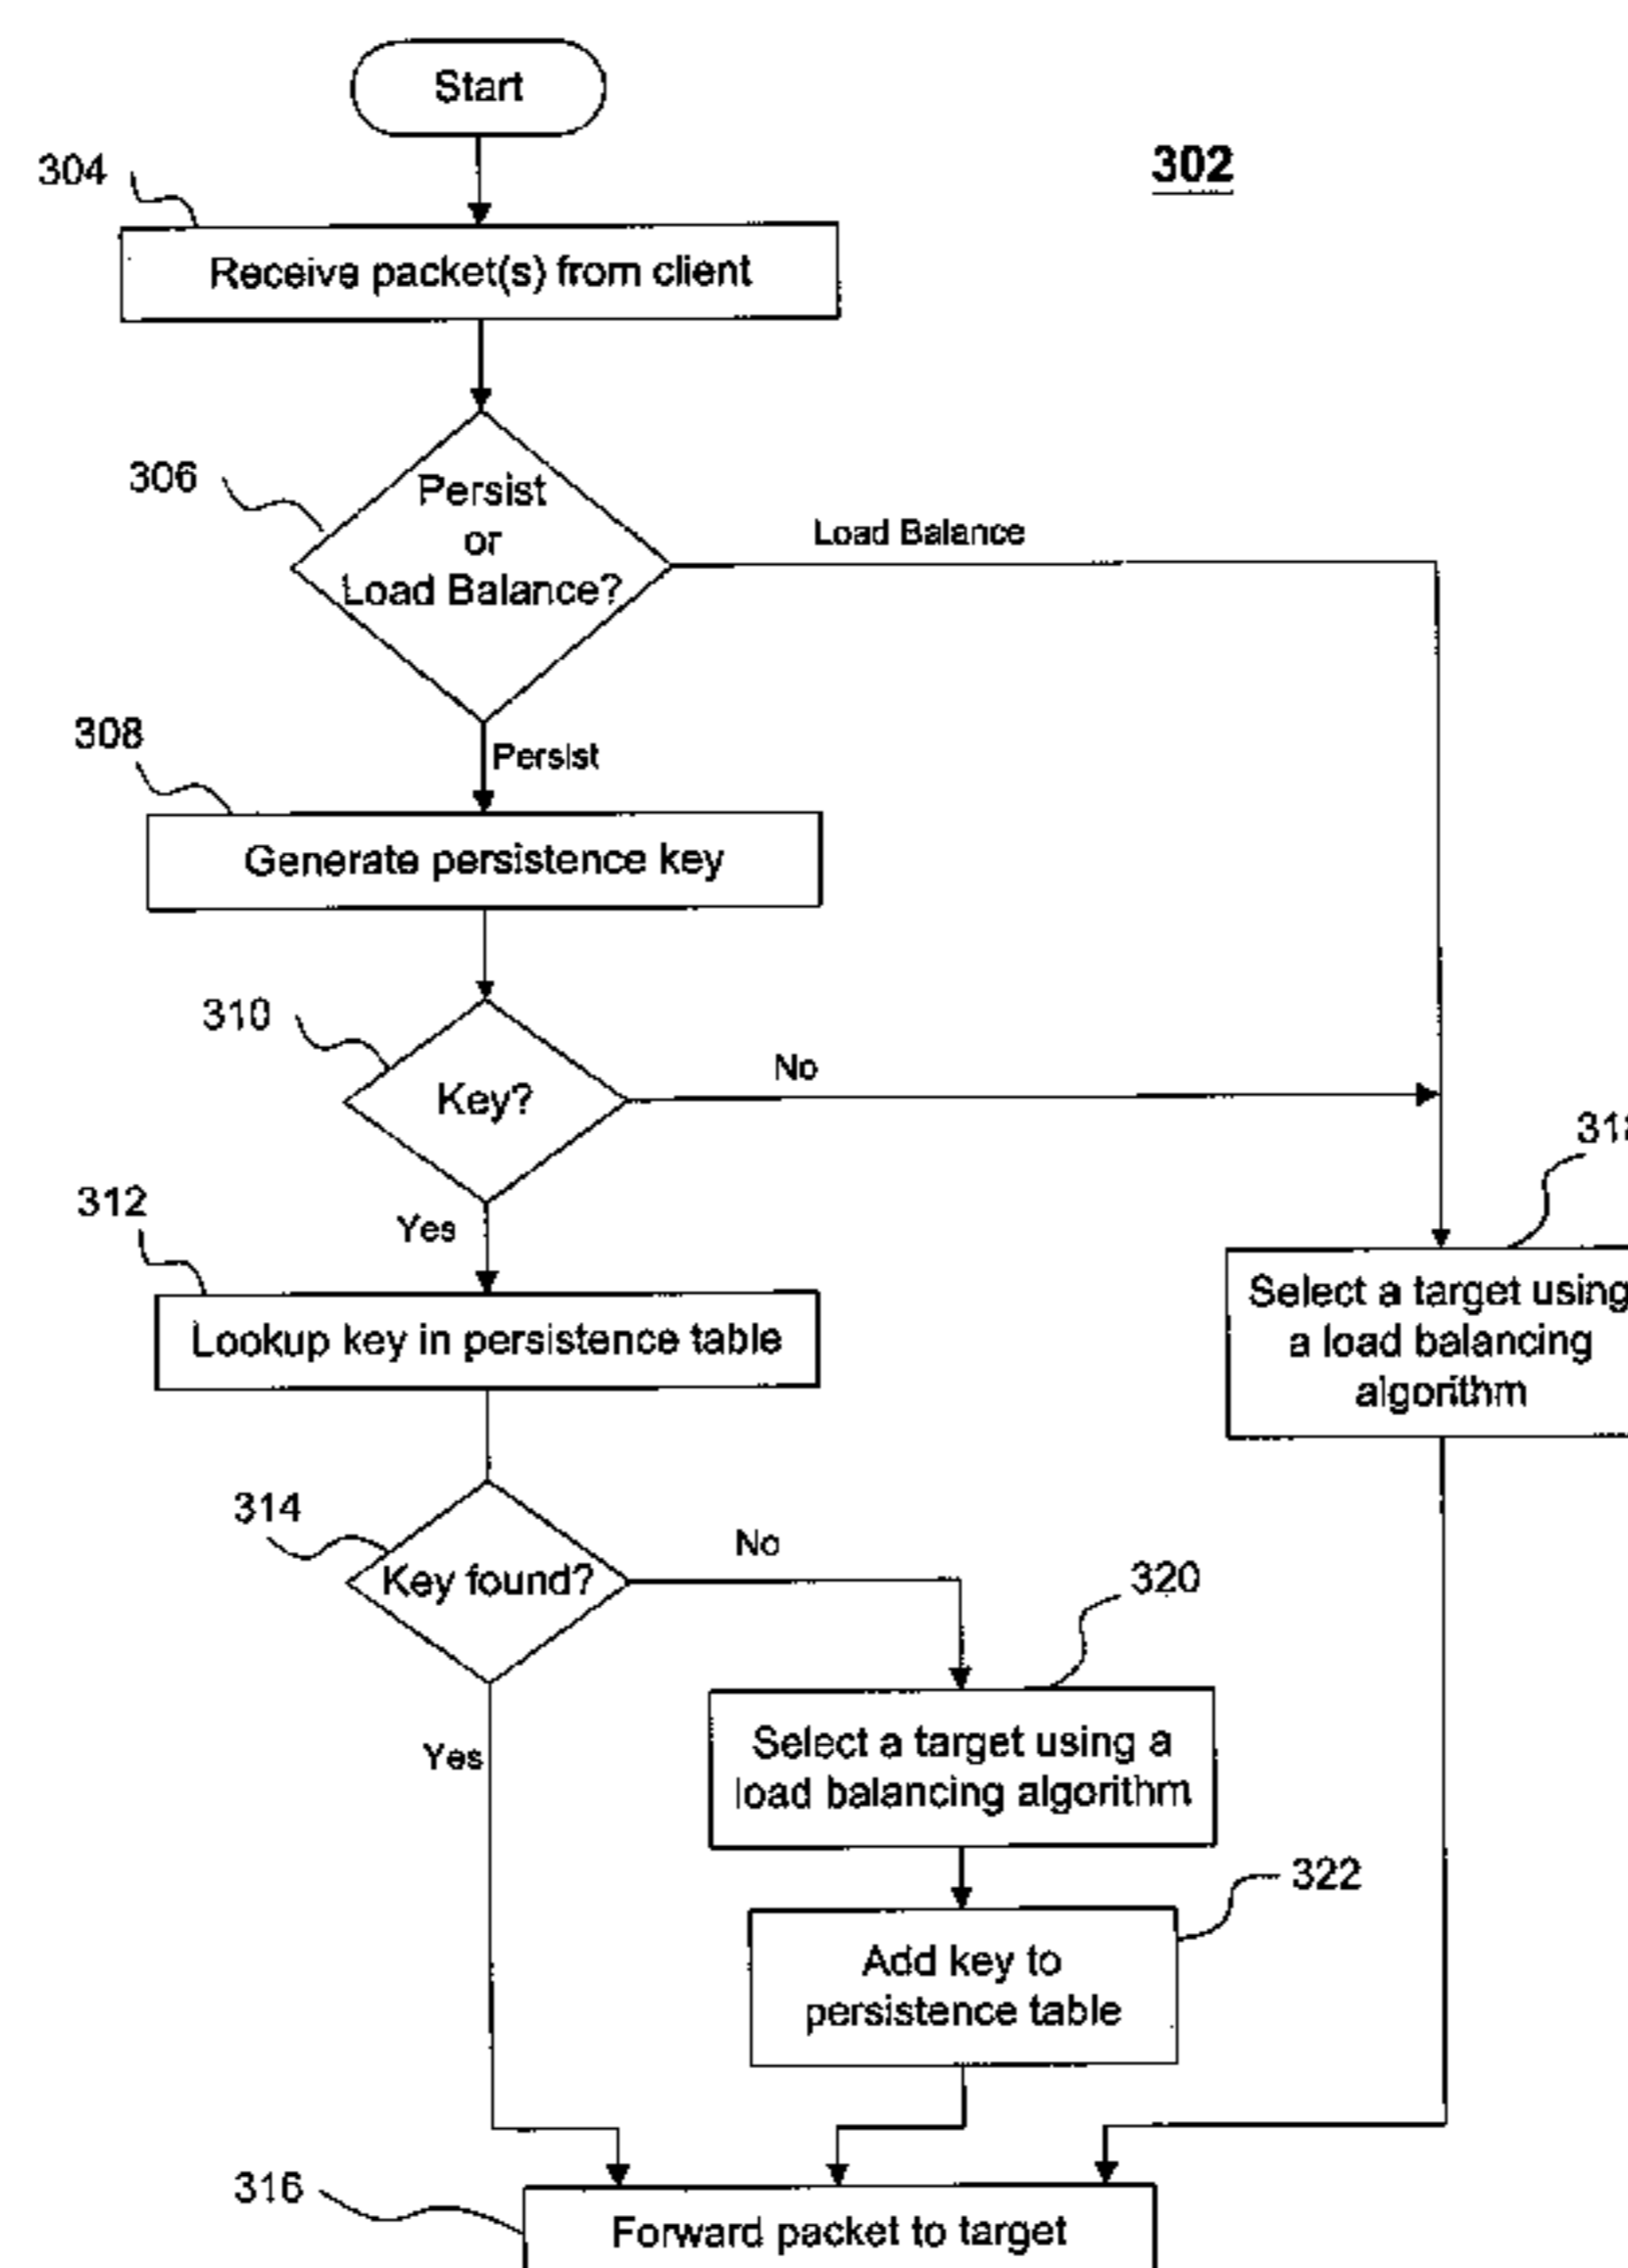 Start
304
302
Receive packet(s) from client
306
Persist
or
Load Balance?
Load Balance
308
Persist
Generate persistence key
310
Key?
No
312
Yes
Lookup key in persistence table
Select a target using
a load balancing
algorithm
314
Key found?
No
320
Yes
Select a target using a
load balancing algorithm
322
Add key to
persistence table
316
Forward packet to target